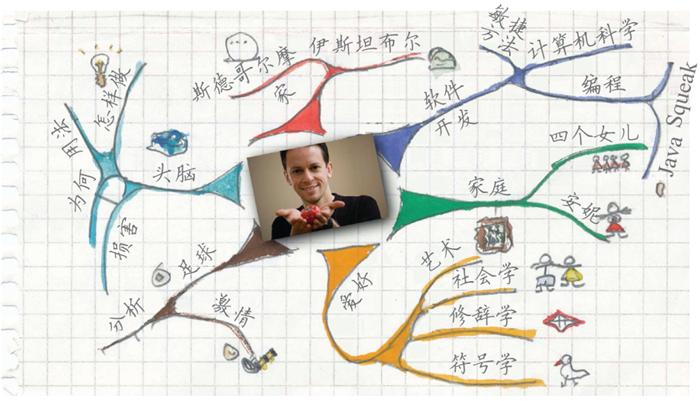 敏捷
方法
计算机科学
编程
Java Squeak
软件
开发
伊斯坦布尔
斯德哥尔摩
家
怎样做
用法
为何
损害
头脑
家庭
四个女儿
安妮
足球
分析
激情
爱好
艺术
社会学
修辞学
符号学